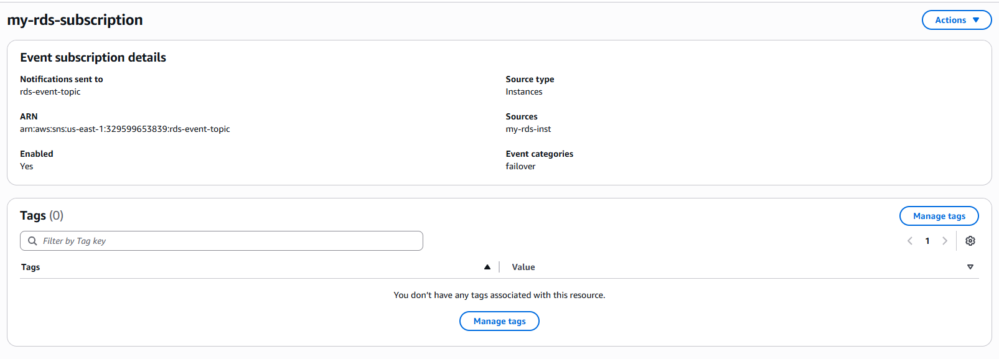 my-rds-subscription
Actions
Event subscription details
Notifications sent to
rds-event-topic
Source type
Instances
ARN
arn:aws:sns:us-east-1:329599653839:rds-event-topic
Sources
my-rds-inst
Enabled
Yes
Event categories
failover
Tags (0)
Manage tags
Filter by Tag key
1
Tags
Value
You don't have any tags associated with this resource.
Manage tags